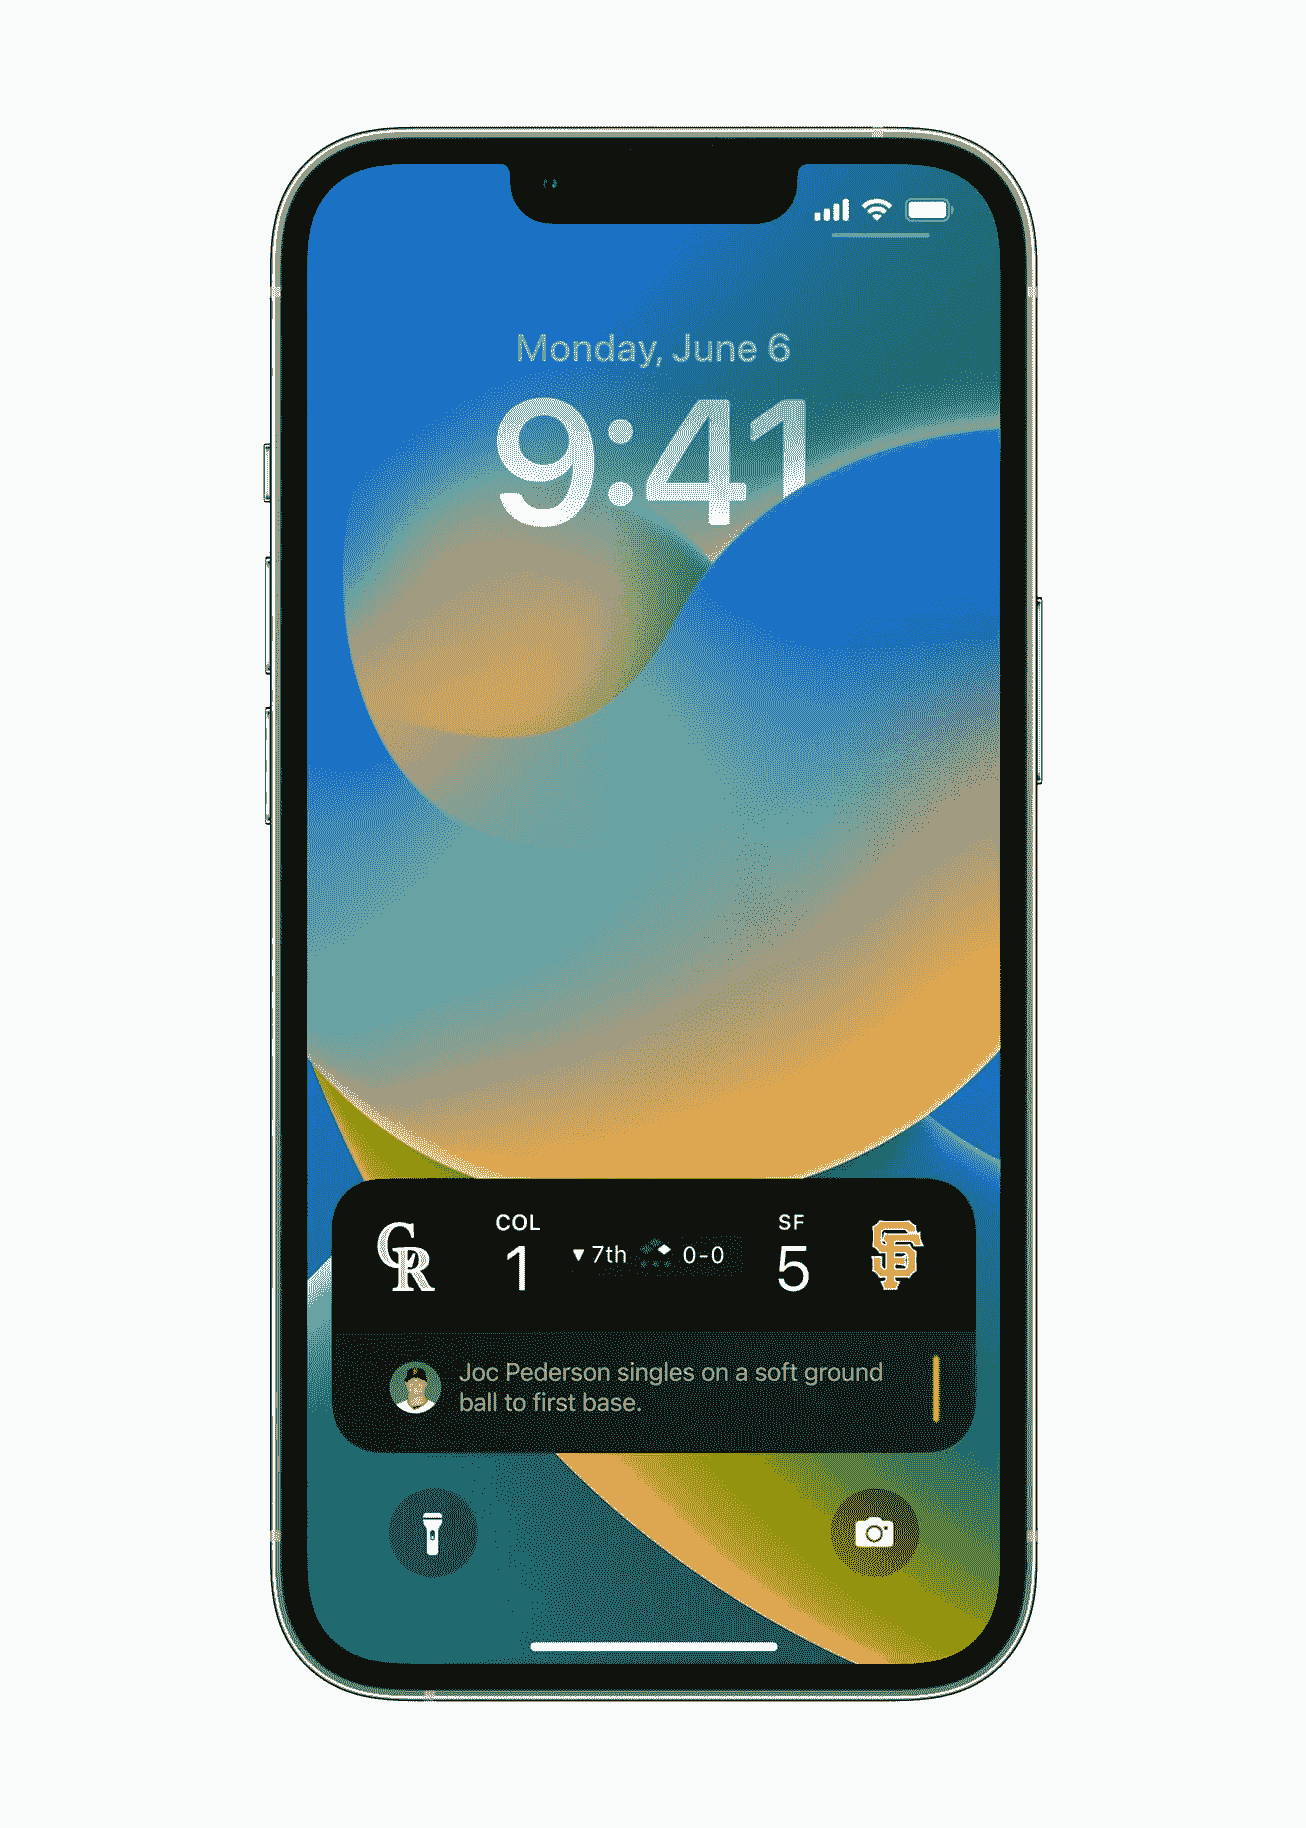 Monday, June 6
9:41
COL
SF
1 ▼ 7th 0-0 5
CR
SF
Joc Pederson singles on a soft ground
ball to first base.